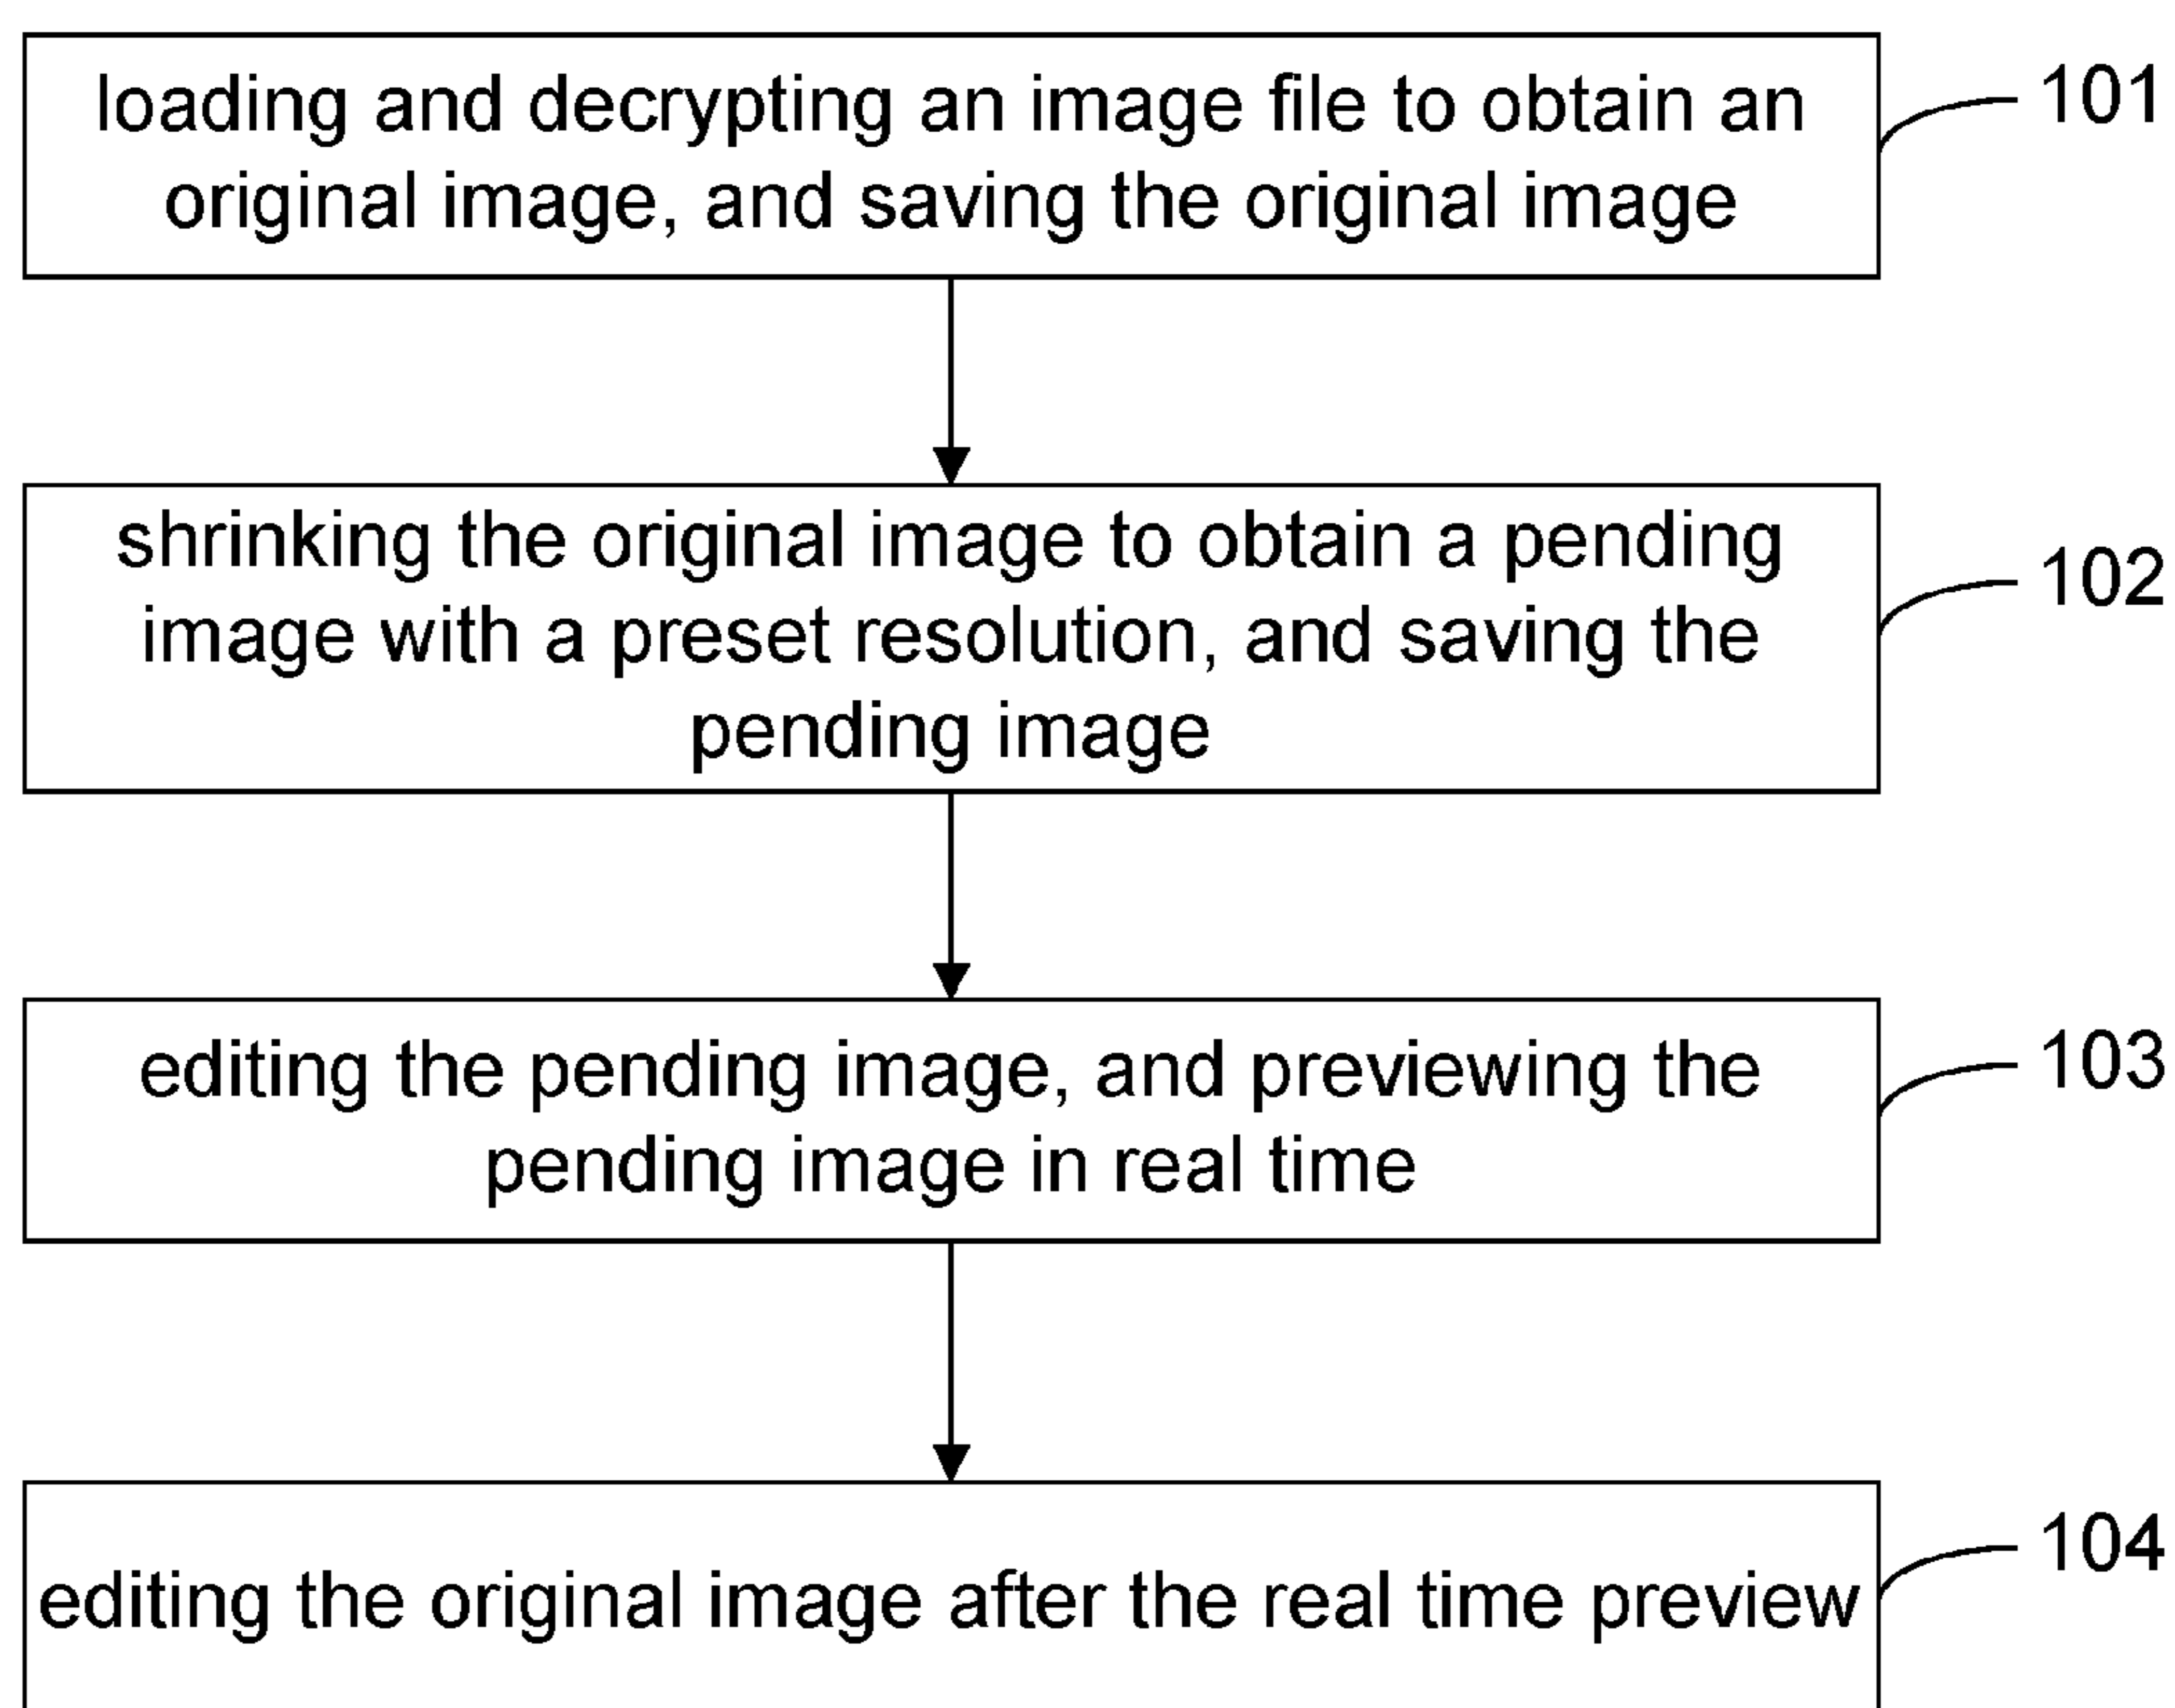 loading and decrypting an image file to obtain an
original image, and saving the original image
101
shrinking the original image to obtain a pending
image with a preset resolution, and saving the
pending image
102
editing the pending image, and previewing the
pending image in real time
103
editing the original image after the real time preview
104